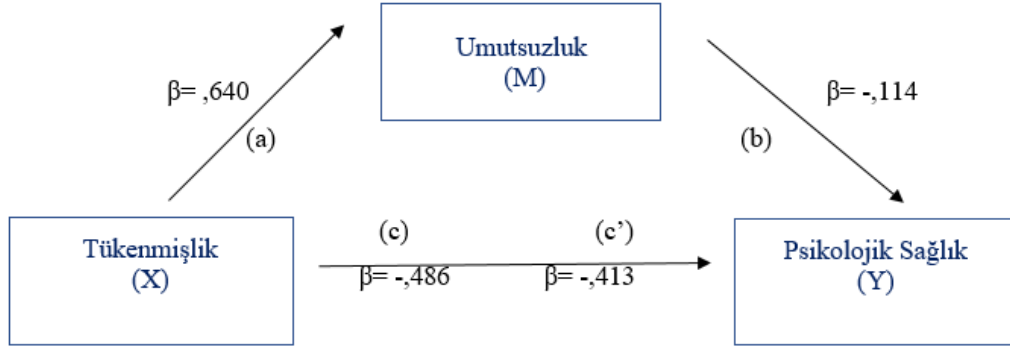 Umutsuzluk
(M)
β= ,640
β= -,114
(a)
(b)
Tükenmişlik
(X)
(c)
(c’)
β= -,486
β= -,413
Psikolojik Sağlık
(Y)